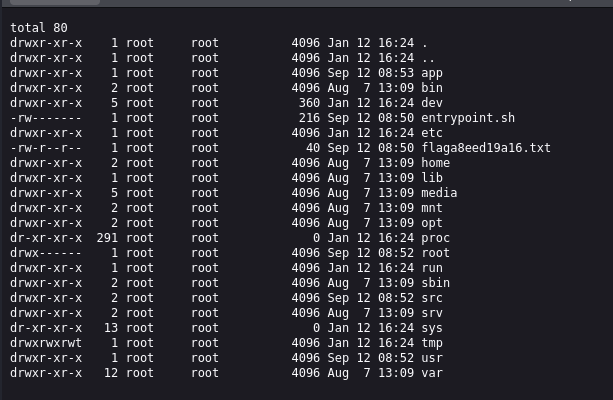 total 80
drwxr-xr-x    1 root     root          4096 Jan 12 16:24 .
drwxr-xr-x    1 root     root          4096 Jan 12 16:24 ..
drwxr-xr-x    1 root     root          4096 Sep 12 08:53 app
drwxr-xr-x    2 root     root          4096 Aug  7 13:09 bin
drwxr-xr-x    5 root     root           360 Jan 12 16:24 dev
-rw-------    1 root     root           216 Sep 12 08:50 entrypoint.sh
drwxr-xr-x    1 root     root          4096 Jan 12 16:24 etc
-rw-r--r--    1 root     root            40 Sep 12 08:50 flaga8eed19a16.txt
drwxr-xr-x    2 root     root          4096 Aug  7 13:09 home
drwxr-xr-x    1 root     root          4096 Aug  7 13:09 lib
drwxr-xr-x    5 root     root          4096 Aug  7 13:09 media
drwxr-xr-x    2 root     root          4096 Aug  7 13:09 mnt
drwxr-xr-x    2 root     root          4096 Aug  7 13:09 opt
dr-xr-xr-x  291 root     root             0 Jan 12 16:24 proc
drwx------    1 root     root          4096 Sep 12 08:52 root
drwxr-xr-x    1 root     root          4096 Jan 12 16:24 run
drwxr-xr-x    2 root     root          4096 Aug  7 13:09 sbin
drwxr-xr-x    2 root     root          4096 Sep 12 08:52 src
drwxr-xr-x    2 root     root          4096 Aug  7 13:09 srv
dr-xr-xr-x   13 root     root             0 Jan 12 16:24 sys
drwxrwxrwt    1 root     root          4096 Jan 12 16:24 tmp
drwxr-xr-x    1 root     root          4096 Sep 12 08:52 usr
drwxr-xr-x   12 root     root          4096 Aug  7 13:09 var